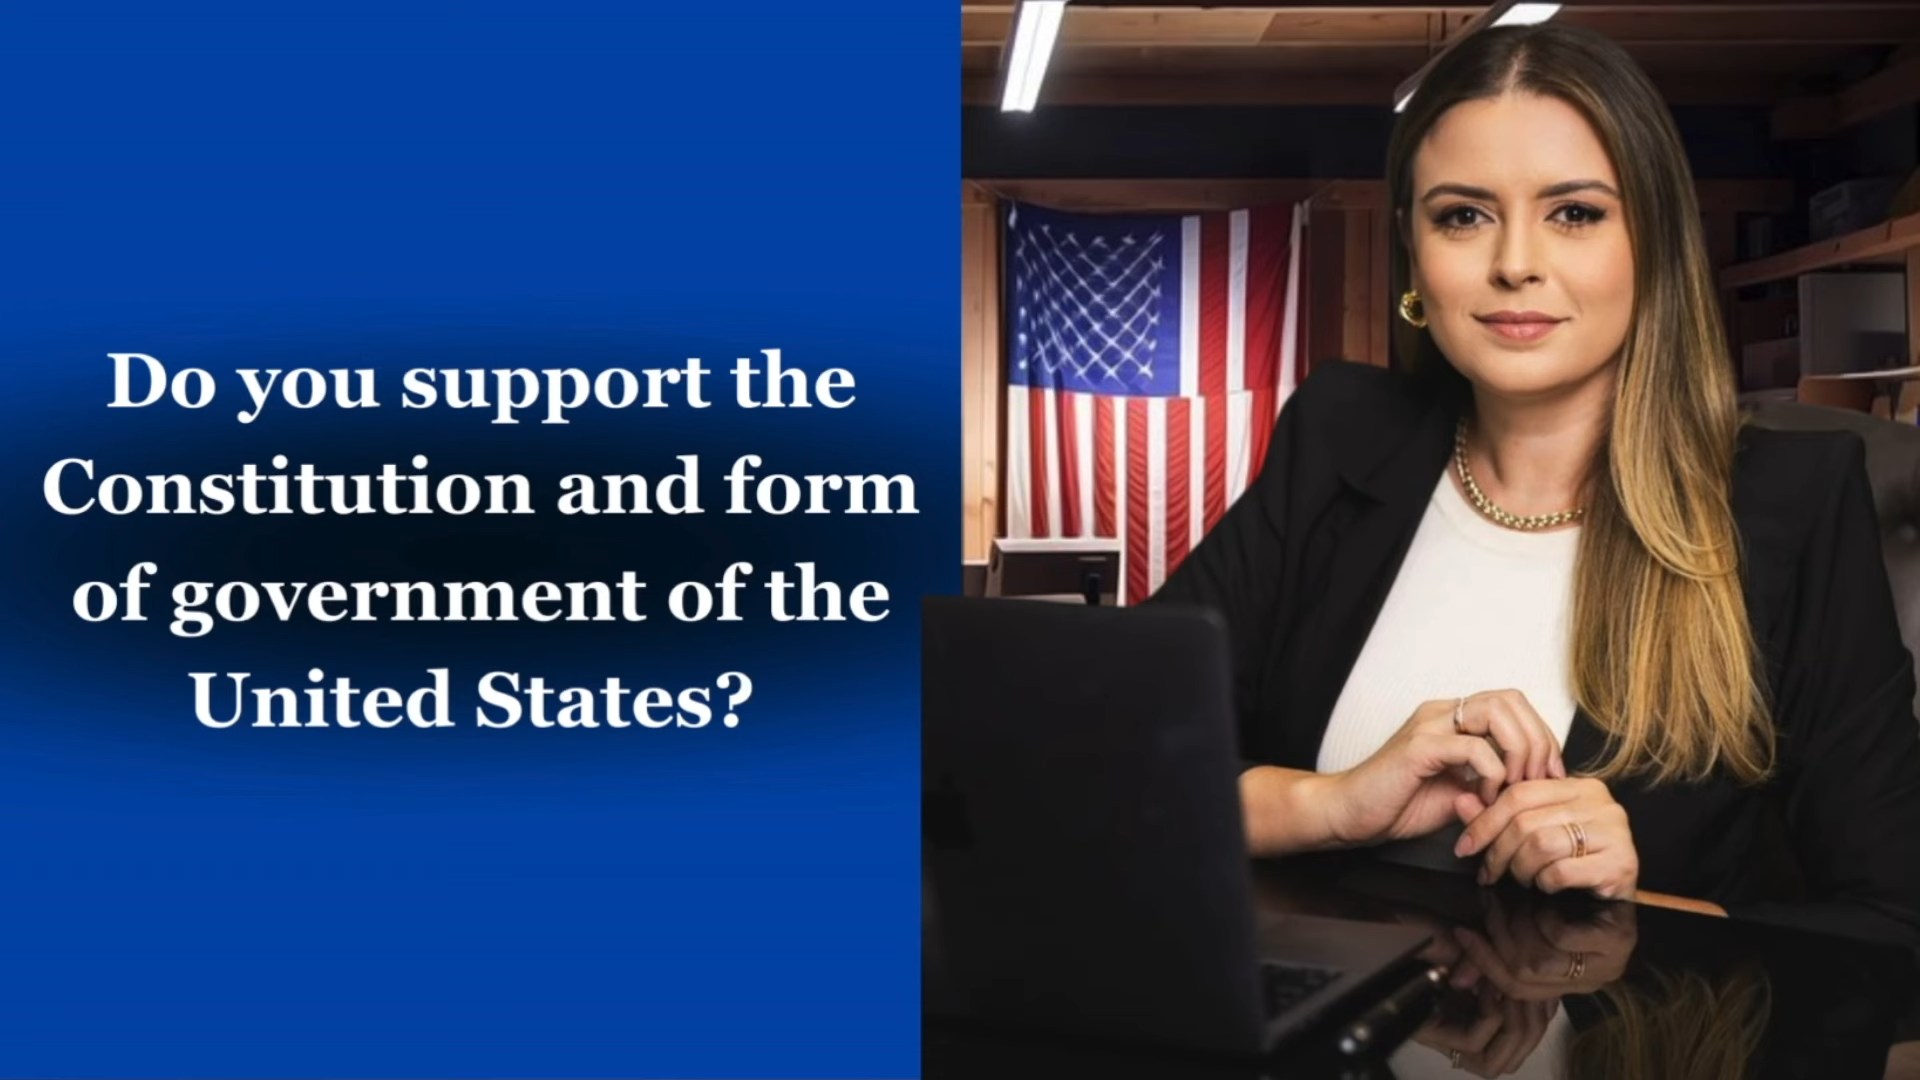 Do you support the
Constitution and form
of government of the
United States?